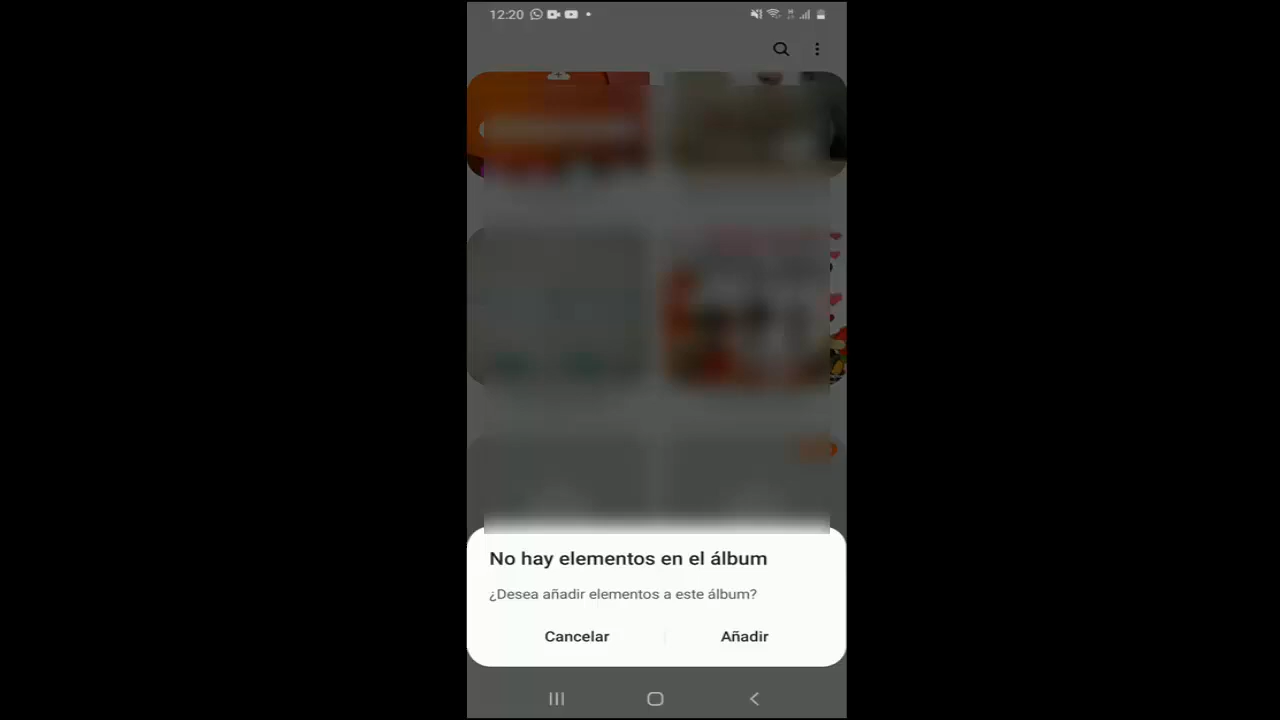 12:20
No hay elementos en el álbum
¿Desea añadir elementos a este álbum?
Cancelar
Añadir